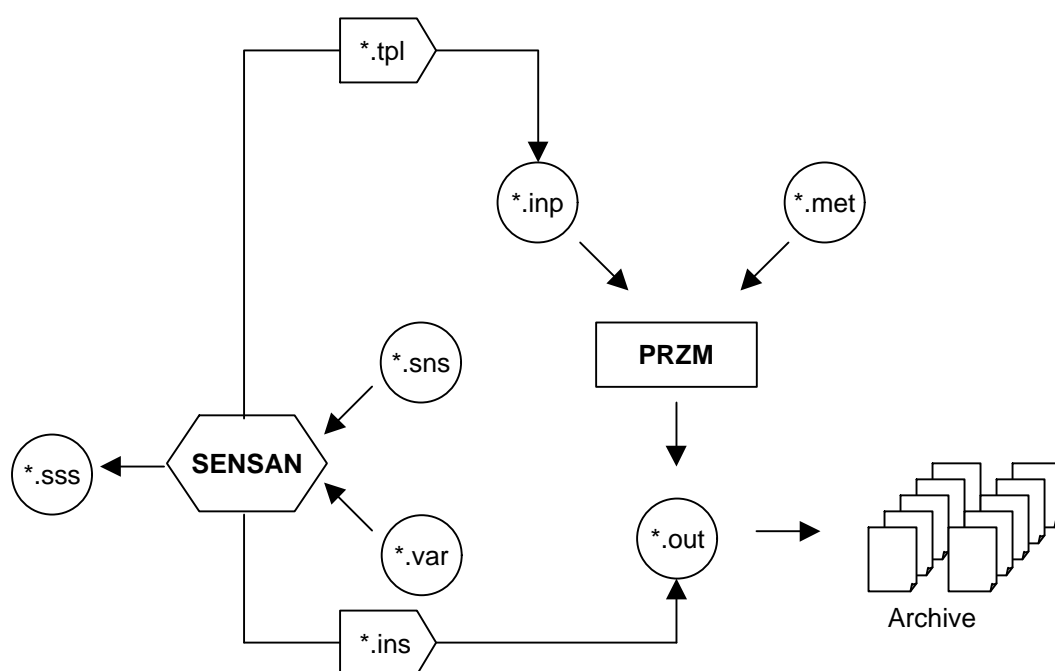 *.tpl
*.inp
*.met
PRZM
*.sns
SENSAN
*.sss
*.var
*.out
*.ins
Archive